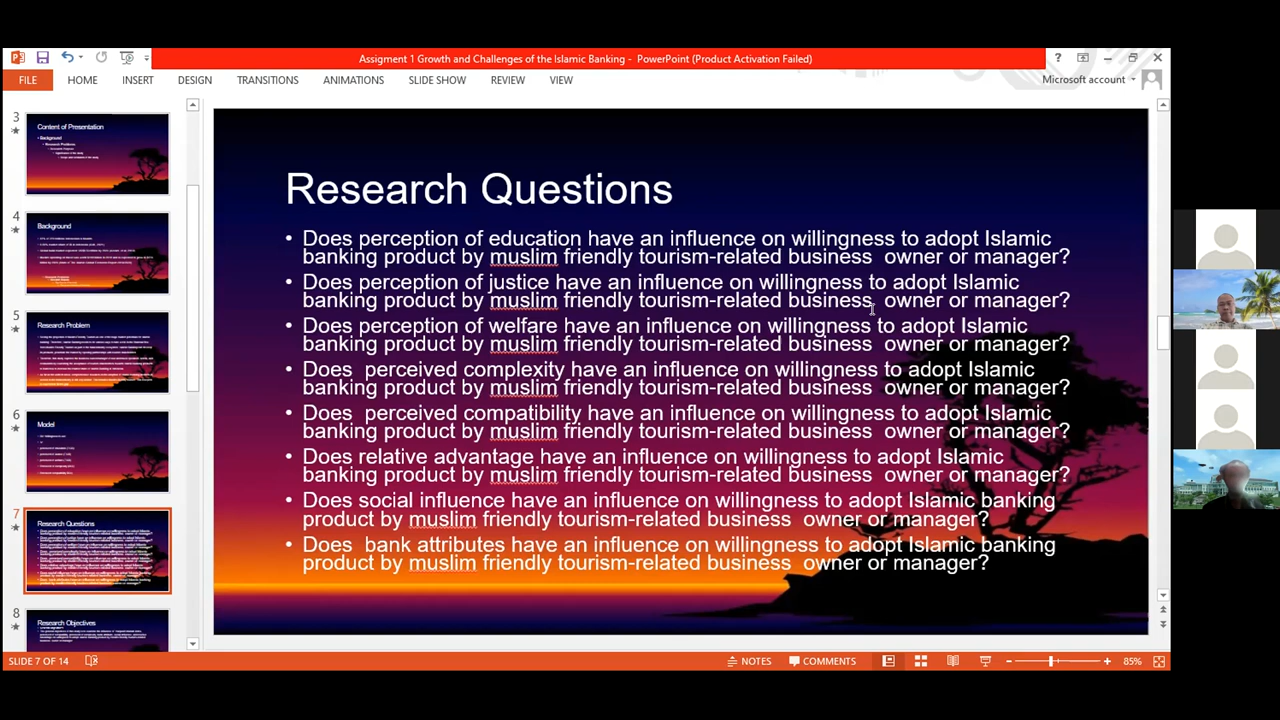 Assigment 1 Growth and Challenges of the Islamic Banking - PowerPoint (Product Activation Failed)
FILE HOME INSERT DESIGN TRANSITIONS ANIMATIONS SLIDE SHOW REVIEW VIEW
Microsoft account
3
Content of Presentation
Background
4
Background
5
Research Problem
6
Model
7
Research Questions
8
Research Objectives
Research Questions
• Does perception of education have an influence on willingness to adopt Islamic
banking product by muslim friendly tourism-related business owner or manager?
• Does perception of justice have an influence on willingness to adopt Islamic
banking product by muslim friendly tourism-related business owner or manager?
• Does perception of welfare have an influence on willingness to adopt Islamic
banking product by muslim friendly tourism-related business owner or manager?
• Does perceived complexity have an influence on willingness to adopt Islamic
banking product by muslim friendly tourism-related business owner or manager?
• Does perceived compatibility have an influence on willingness to adopt Islamic
banking product by muslim friendly tourism-related business owner or manager?
• Does relative advantage have an influence on willingness to adopt Islamic
banking product by muslim friendly tourism-related business owner or manager?
• Does social influence have an influence on willingness to adopt Islamic banking
product by muslim friendly tourism-related business owner or manager?
• Does bank attributes have an influence on willingness to adopt Islamic banking
product by muslim friendly tourism-related business owner or manager?
SLIDE 7 OF 14
NOTES COMMENTS
85%